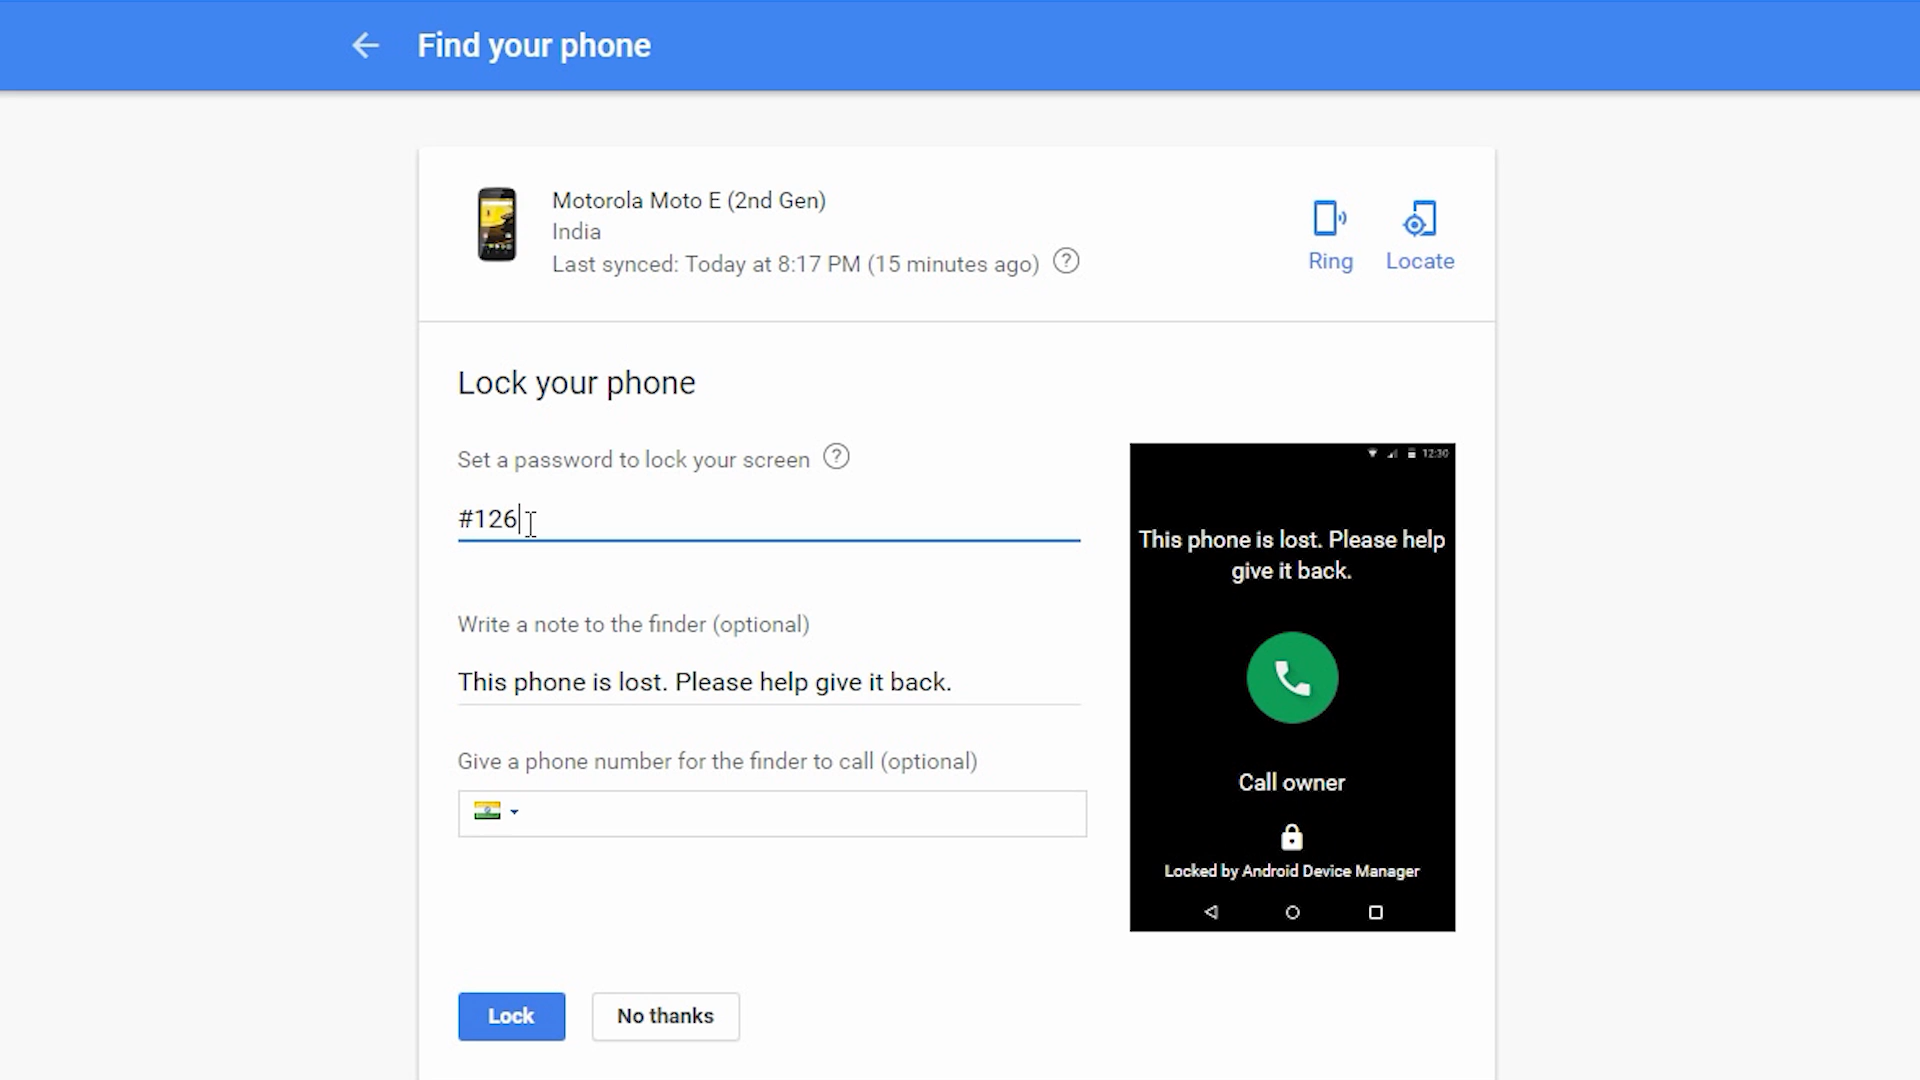 Find your phone
Motorola Moto E (2nd Gen)
India
Last synced: Today at 8:17 PM (15 minutes ago) ?
Ring
Locate
Lock your phone
Set a password to lock your screen ?
#126
Write a note to the finder (optional)
This phone is lost. Please help give it back.
Give a phone number for the finder to call (optional)
Lock
No thanks
12:30
This phone is lost. Please help
give it back.
Call owner
Locked by Android Device Manager